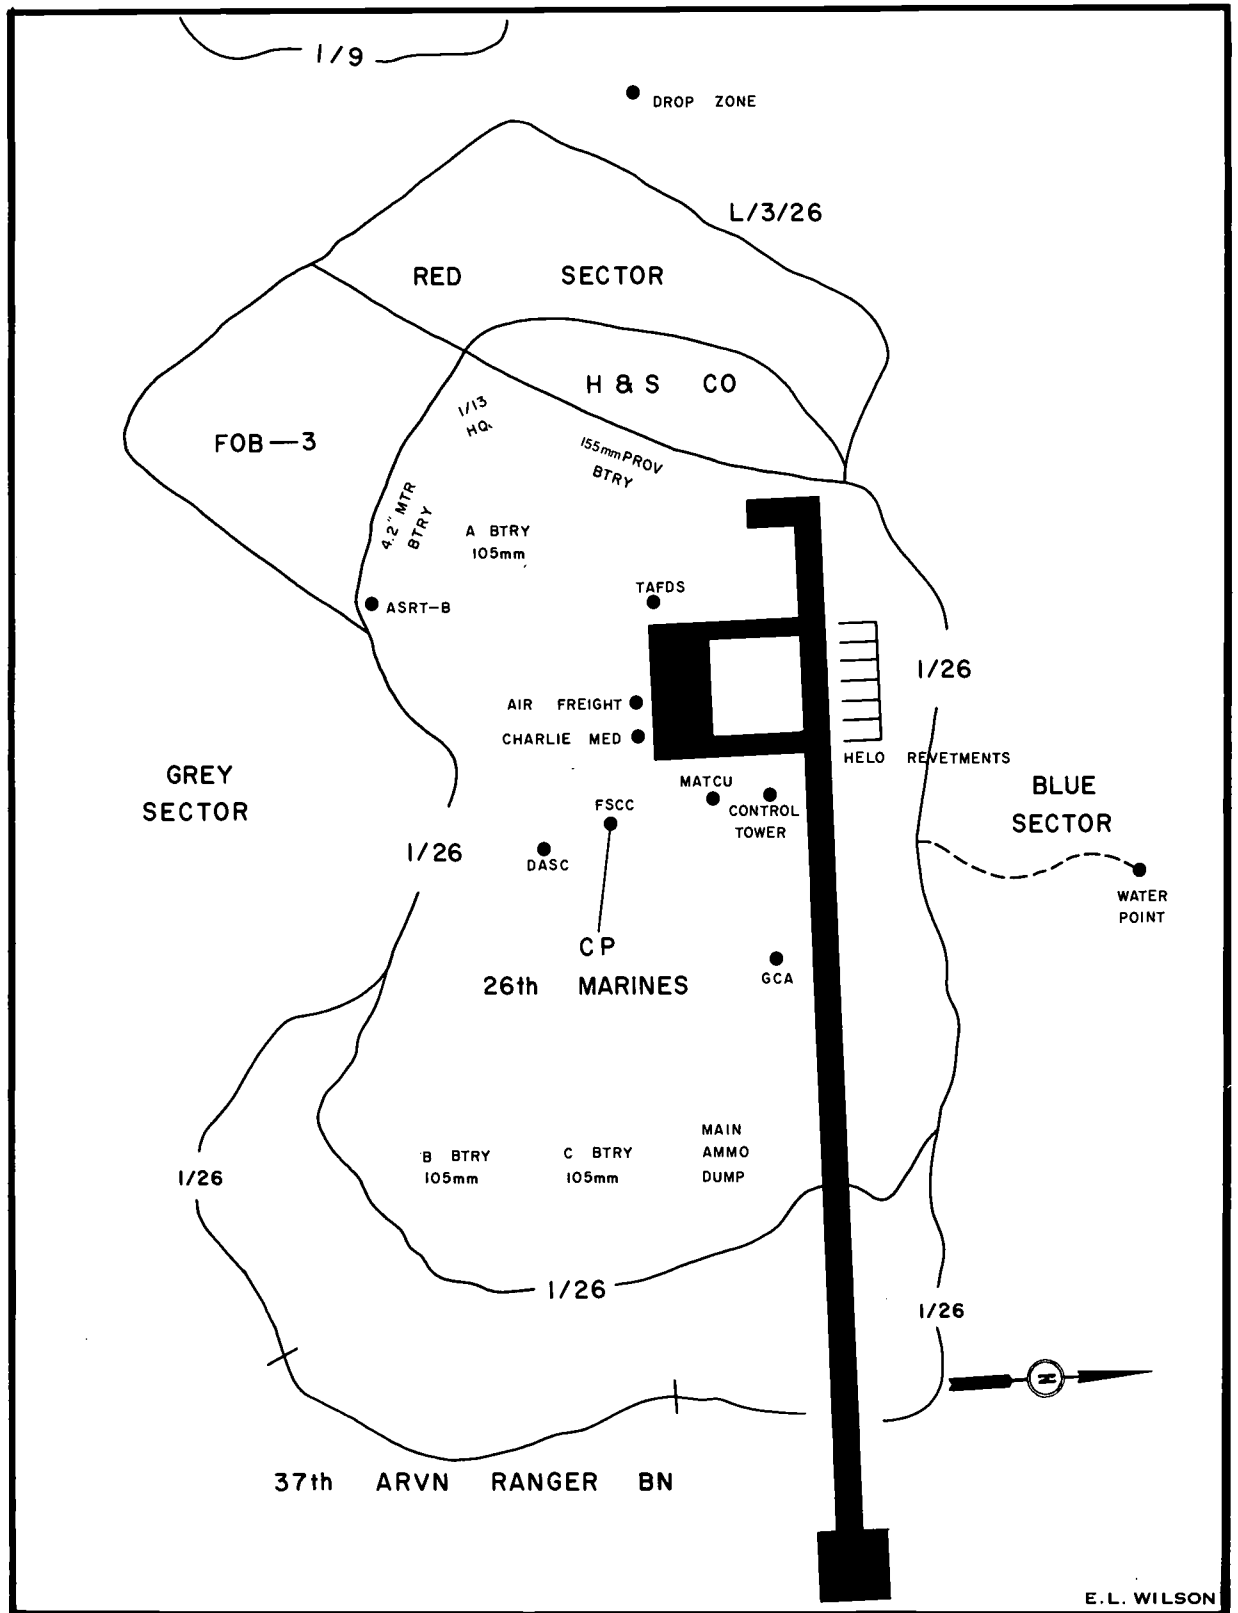 1/9
DROP ZONE
L/3/26
RED SECTOR
H & S CO
1/13
HQ
FOB—3
155mm PROV
BTRY
4.2" MTR
BTRY
A BTRY
105mm
TAFDS
ASRT-B
1/26
AIR FREIGHT
CHARLIE MED
HELO REVETMENTS
GREY
SECTOR
MATCU
BLUE
SECTOR
FSCC
CONTROL
TOWER
1/26
DASC
WATER
POINT
CP
26th MARINES
GCA
MAIN
AMMO
DUMP
B BTRY
105mm
C BTRY
105mm
1/26
1/26
1/26
N
37th ARVN RANGER BN
E.L. WILSON